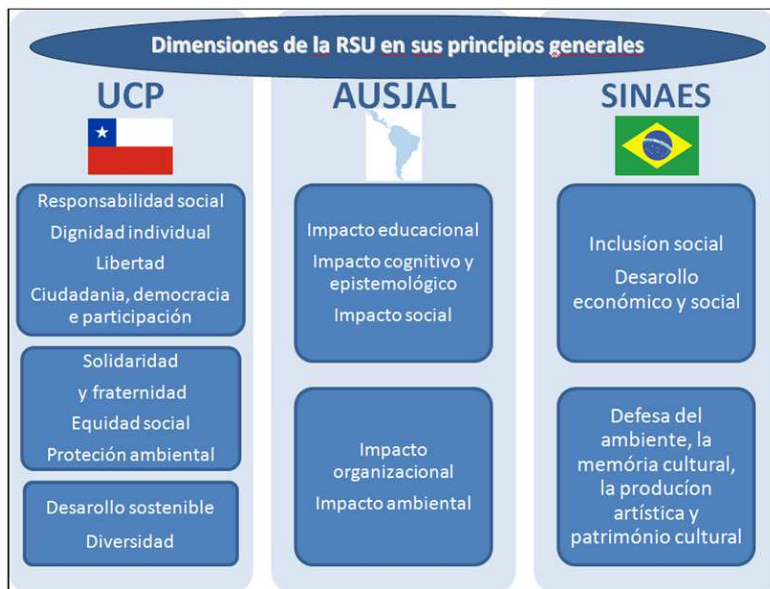 Dimensiones de la RSU en sus princípios generales
UCP
Responsabilidad social
Dignidad individual
Libertad
Ciudadania, democracia
e participación
Solidaridad
y fraternidad
Equidad social
Proteción ambiental
Desarollo sostenible
Diversidad
AUSJAL
Impacto educacional
Impacto cognitivo y
epistemológico
Impacto social
Impacto
organizacional
Impacto ambiental
SINAES
Inclusíon social
Desarollo
económico y social
Defesa del
ambiente, la
memória cultural,
la producíon
artística y
património cultural